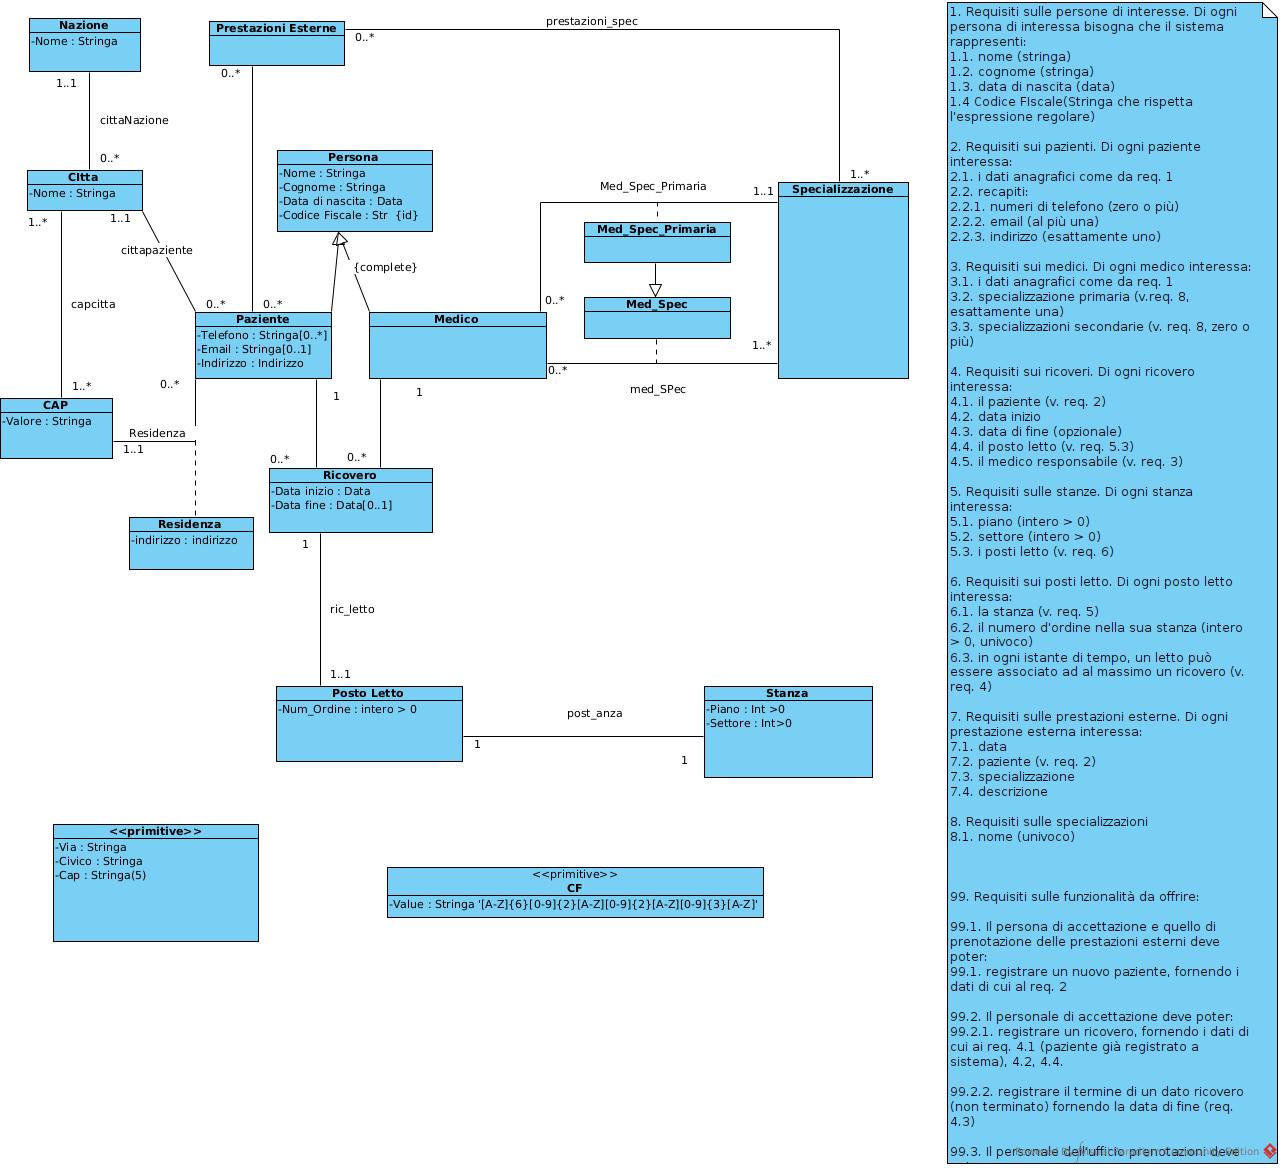 Nazione
-Nome : Stringa
1..1
cittaNazione
0..*
CItta
-Nome : Stringa
1..*
1..1
cittapaziente
capcitta
1..*
CAP
-Valore : Stringa
Residenza
1..1
Residenza
-indirizzo : indirizzo
Prestazioni Esterne
0..*
prestazioni_spec
0..*
1..*
Persona
-Nome : Stringa
-Cognome : Stringa
-Data di nascita : Data
-Codice Fiscale : Str {id}
{complete}
0..*
0..*
Paziente
-Telefono : Stringa[0..*]
-Email : Stringa[0..1]
-Indirizzo : Indirizzo
0..*
1
Medico
1
0..*
0..*
Med_Spec_Primaria
1..1
Med_Spec_Primaria
Med_Spec
0..*
1..*
0..*
med_SPec
Specializzazione
Ricovero
-Data inizio : Data
-Data fine : Data[0..1]
1
ric_letto
1..1
Posto Letto
-Num_Ordine : intero > 0
post_anza
1
1
Stanza
-Piano : Int >0
-Settore : Int>0
<<primitive>>
-Via : Stringa
-Civico : Stringa
-Cap : Stringa(5)
<<primitive>>
CF
-Value : Stringa '[A-Z]{6}[0-9]{2}[A-Z][0-9]{2}[A-Z][0-9]{3}[A-Z]'
1. Requisiti sulle persone di interesse. Di ogni
persona di interessa bisogna che il sistema
rappresenti:
1.1. nome (stringa)
1.2. cognome (stringa)
1.3. data di nascita (data)
1.4 Codice FIscale(Stringa che rispetta
l'espressione regolare)
2. Requisiti sui pazienti. Di ogni paziente
interessa:
2.1. i dati anagrafici come da req. 1
2.2. recapiti:
2.2.1. numeri di telefono (zero o più)
2.2.2. email (al più una)
2.2.3. indirizzo (esattamente uno)
3. Requisiti sui medici. Di ogni medico interessa:
3.1. i dati anagrafici come da req. 1
3.2. specializzazione primaria (v.req. 8,
esattamente una)
3.3. specializzazioni secondarie (v. req. 8, zero o
più)
4. Requisiti sui ricoveri. Di ogni ricovero
interessa:
4.1. il paziente (v. req. 2)
4.2. data inizio
4.3. data di fine (opzionale)
4.4. il posto letto (v. req. 5.3)
4.5. il medico responsabile (v. req. 3)
5. Requisiti sulle stanze. Di ogni stanza
interessa:
5.1. piano (intero > 0)
5.2. settore (intero > 0)
5.3. i posti letto (v. req. 6)
6. Requisiti sui posti letto. Di ogni posto letto
interessa:
6.1. la stanza (v. req. 5)
6.2. il numero d'ordine nella sua stanza (intero
> 0, univoco)
6.3. in ogni istante di tempo, un letto può
essere associato ad al massimo un ricovero (v.
req. 4)
7. Requisiti sulle prestazioni esterne. Di ogni
prestazione esterna interessa:
7.1. data
7.2. paziente (v. req. 2)
7.3. specializzazione
7.4. descrizione
8. Requisiti sulle specializzazioni
8.1. nome (univoco)
99. Requisiti sulle funzionalità da offrire:
99.1. Il persona di accettazione e quello di
prenotazione delle prestazioni esterni deve
poter:
99.1. registrare un nuovo paziente, fornendo i
dati di cui al req. 2
99.2. Il personale di accettazione deve poter:
99.2.1. registrare un ricovero, fornendo i dati di
cui ai req. 4.1 (paziente già registrato a
sistema), 4.2, 4.4.
99.2.2. registrare il termine di un dato ricovero
(non terminato) fornendo la data di fine (req.
4.3)
99.3. Il personale dell'ufficio prenotazioni deve